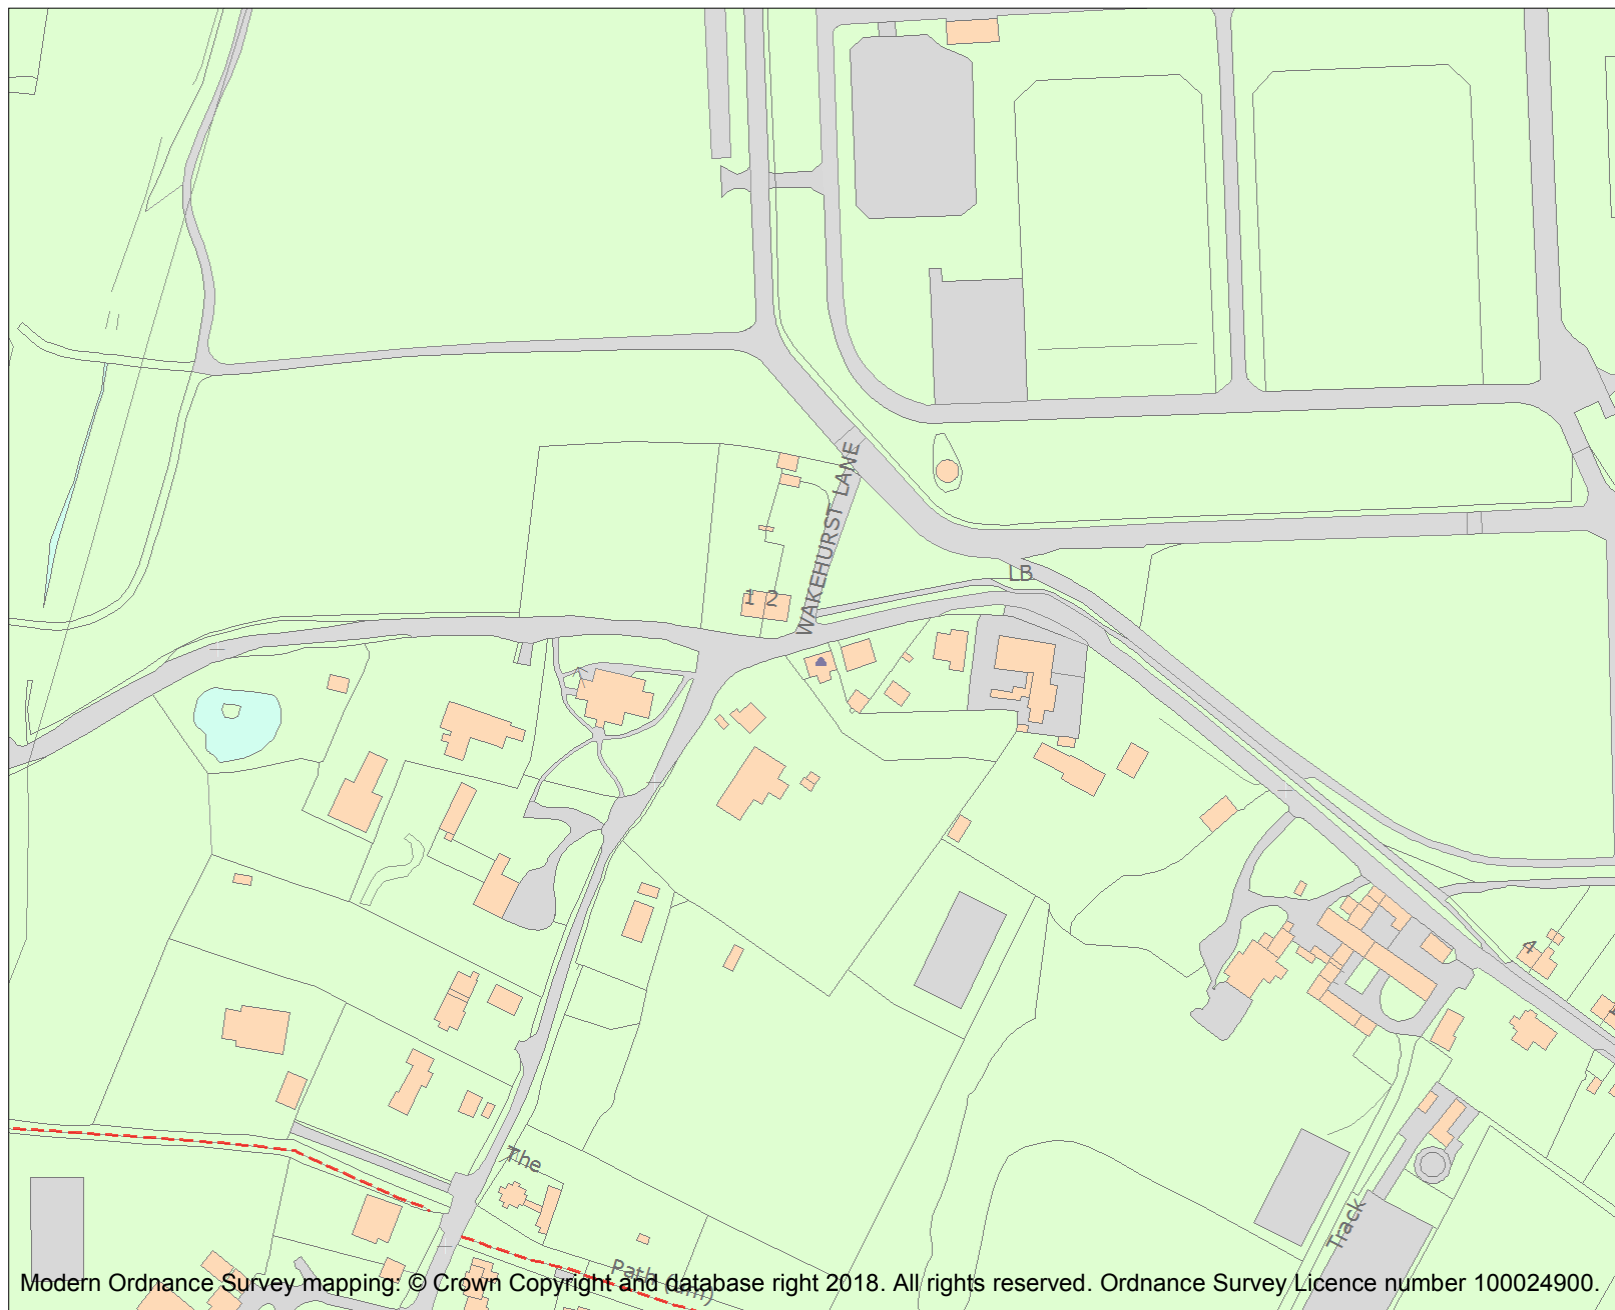 WAKEHURST LANE
LB
1 2
4
The
Track
Path (um)
Modern Ordnance Survey mapping: © Crown Copyright and database right 2018. All rights reserved. Ordnance Survey Licence number 100024900.